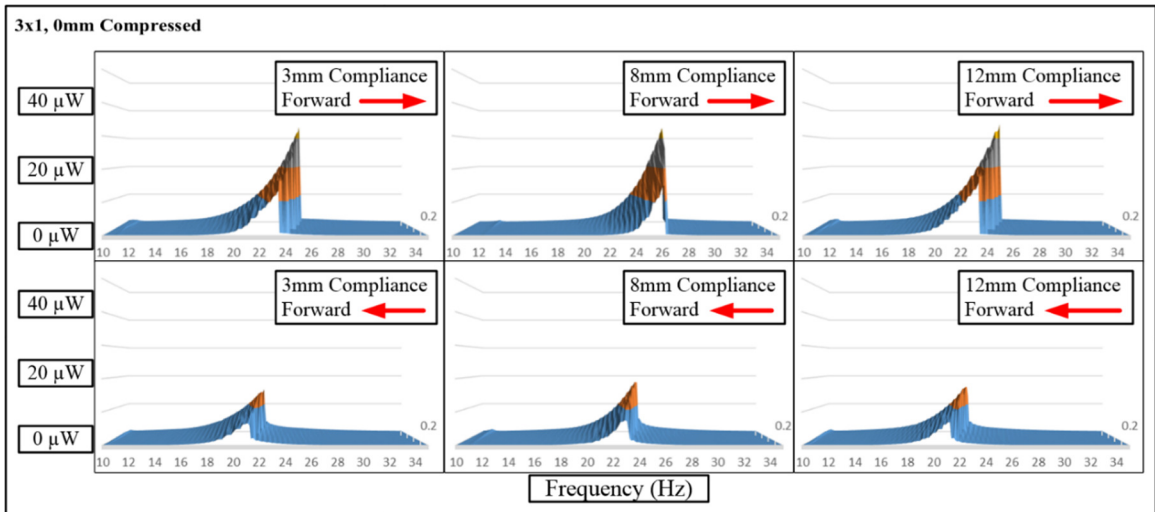 3x1, 0mm Compressed
40 µW
20 µW
0 µW
3mm Compliance
Forward
0.2
10 12 14 16 18 20 22 24 26 28 30 32 34
8mm Compliance
Forward
0.2
10 12 14 16 18 20 22 24 26 28 30 32 34
12mm Compliance
Forward
0.2
10 12 14 16 18 20 22 24 26 28 30 32 34
40 µW
20 µW
0 µW
3mm Compliance
Forward
0.2
10 12 14 16 18 20 22 24 26 28 30 32 34
8mm Compliance
Forward
0.2
10 12 14 16 18 20 22 24 26 28 30 32 34
12mm Compliance
Forward
0.2
10 12 14 16 18 20 22 24 26 28 30 32 34
Frequency (Hz)